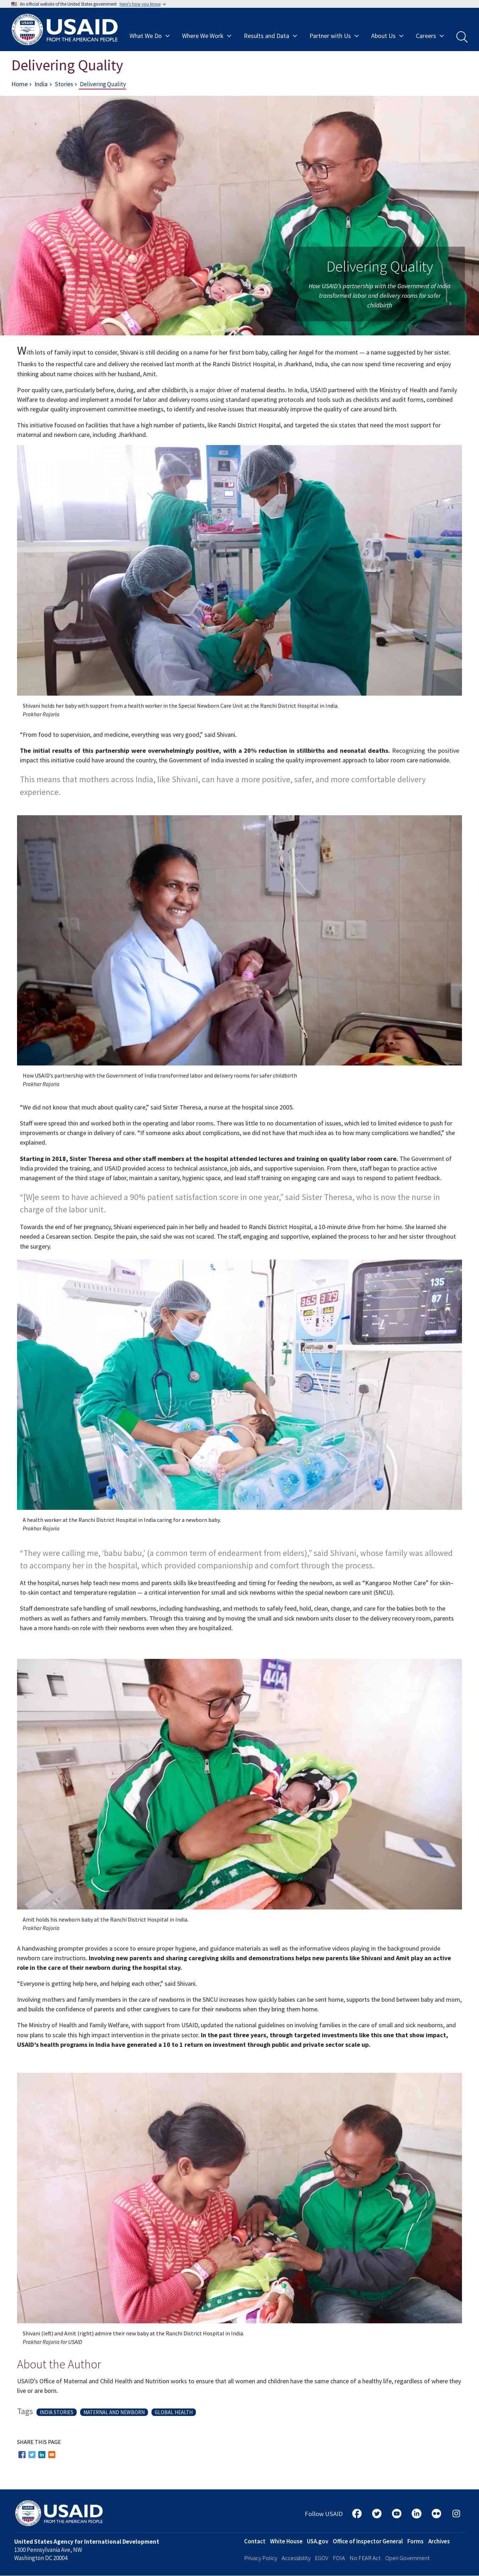 An official website of the United States government Here's how you know
USAID
FROM THE AMERICAN PEOPLE
What We Do
Where We Work
Results and Data
Partner with Us
About Us
Careers
Delivering Quality
Home › India › Stories › Delivering Quality
Delivering Quality
How USAID's partnership with the Government of India
transformed labor and delivery rooms for safer
childbirth
With lots of family input to consider, Shivani is still deciding on a name for her first born baby, calling her Angel for the moment — a name suggested by her sister.
Thanks to the respectful care and delivery she received last month at the Ranchi District Hospital, in Jharkhand, India, she can now spend time recovering and enjoy
thinking about name choices with her husband, Amit.
Poor quality care, particularly before, during, and after childbirth, is a major driver of maternal deaths. In India, USAID partnered with the Ministry of Health and Family
Welfare to develop and implement a model for labor and delivery rooms using standard operating protocols and tools such as checklists and audit forms, combined
with regular quality improvement committee meetings, to identify and resolve issues that measurably improve the quality of care around birth.
This initiative focused on facilities that have a high number of patients, like Ranchi District Hospital, and targeted the six states that need the most support for
maternal and newborn care, including Jharkhand.
Shivani holds her baby with support from a health worker in the Special Newborn Care Unit at the Ranchi District Hospital in India.
Prakhar Rajoria
“From food to supervision, and medicine, everything was very good,” said Shivani.
The initial results of this partnership were overwhelmingly positive, with a 20% reduction in stillbirths and neonatal deaths. Recognizing the positive
impact this initiative could have around the country, the Government of India invested in scaling the quality improvement approach to labor room care nationwide.
This means that mothers across India, like Shivani, can have a more positive, safer, and more comfortable delivery
experience.
How USAID's partnership with the Government of India transformed labor and delivery rooms for safer childbirth
Prakhar Rajoria
“We did not know that much about quality care,” said Sister Theresa, a nurse at the hospital since 2005.
Staff were spread thin and worked both in the operating and labor rooms. There was little to no documentation of issues, which led to limited evidence to push for
improvements or change in delivery of care. “If someone asks about complications, we did not have that much idea as to how many complications we handled,” she
explained.
Starting in 2018, Sister Theresa and other staff members at the hospital attended lectures and training on quality labor room care. The Government of
India provided the training, and USAID provided access to technical assistance, job aids, and supportive supervision. From there, staff began to practice active
management of the third stage of labor, maintain a sanitary, hygienic space, and lead staff training on engaging care and ways to respond to patient feedback.
“[W]e seem to have achieved a 90% patient satisfaction score in one year,” said Sister Theresa, who is now the nurse in
charge of the labor unit.
Towards the end of her pregnancy, Shivani experienced pain in her belly and headed to Ranchi District Hospital, a 10-minute drive from her home. She learned she
needed a Cesarean section. Despite the pain, she said she was not scared. The staff, engaging and supportive, explained the process to her and her sister throughout
the surgery.
365 37.9
135
87
A health worker at the Ranchi District Hospital in India caring for a newborn baby.
Prakhar Rajoria
“They were calling me, ‘babu babu,’ (a common term of endearment from elders),” said Shivani, whose family was allowed
to accompany her in the hospital, which provided companionship and comfort through the process.
At the hospital, nurses help teach new moms and parents skills like breastfeeding and timing for feeding the newborn, as well as “Kangaroo Mother Care” for skin–
to-skin contact and temperature regulation — a critical intervention for small and sick newborns within the special newborn care unit (SNCU).
Staff demonstrate safe handling of small newborns, including handwashing, and methods to safely feed, hold, clean, change, and care for the babies both to the
mothers as well as fathers and family members. Through this training and by moving the small and sick newborn units closer to the delivery recovery room, parents
have a more hands-on role with their newborns even when they are hospitalized.
Amit holds his newborn baby at the Ranchi District Hospital in India.
Prakhar Rajoria
A handwashing prompter provides a score to ensure proper hygiene, and guidance materials as well as the informative videos playing in the background provide
newborn care instructions. Involving new parents and sharing caregiving skills and demonstrations helps new parents like Shivani and Amit play an active
role in the care of their newborn during the hospital stay.
“Everyone is getting help here, and helping each other,” said Shivani.
Involving mothers and family members in the care of newborns in the SNCU increases how quickly babies can be sent home, supports the bond between baby and mom,
and builds the confidence of parents and other caregivers to care for their newborns when they bring them home.
The Ministry of Health and Family Welfare, with support from USAID, updated the national guidelines on involving families in the care of small and sick newborns, and
now plans to scale this high impact intervention in the private sector. In the past three years, through targeted investments like this one that show impact,
USAID's health programs in India have generated a 10 to 1 return on investment through public and private sector scale up.
Shivani (left) and Amit (right) admire their new baby at the Ranchi District Hospital in India.
Prakhar Rajoria for USAID
About the Author
USAID's Office of Maternal and Child Health and Nutrition works to ensure that all women and children have the same chance of a healthy life, regardless of where they
live or are born.
Tags INDIA STORIES MATERNAL AND NEWBORN GLOBAL HEALTH
SHARE THIS PAGE
USAID
FROM THE AMERICAN PEOPLE
Follow USAID
United States Agency for International Development
1300 Pennsylvania Ave, NW
Washington DC 20004
Contact White House USA.gov Office of Inspector General Forms Archives
Privacy Policy Accessibility EGOV FOIA No FEAR Act Open Government